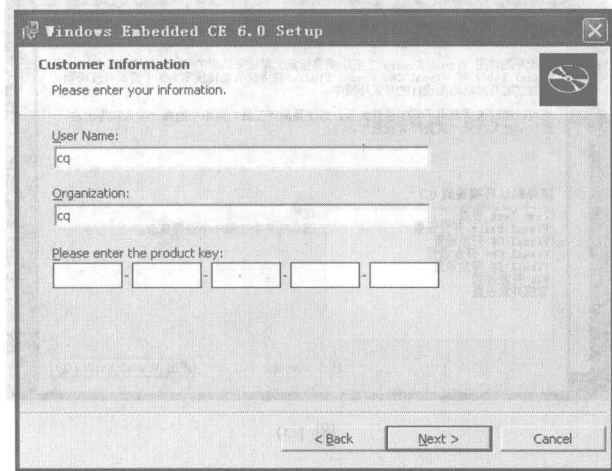 Windows Embedded CE 6.0 Setup
Customer Information
Please enter your information.
User Name:
cq
Organization:
cq
Please enter the product key:
- - - -
< Back
Next >
Cancel